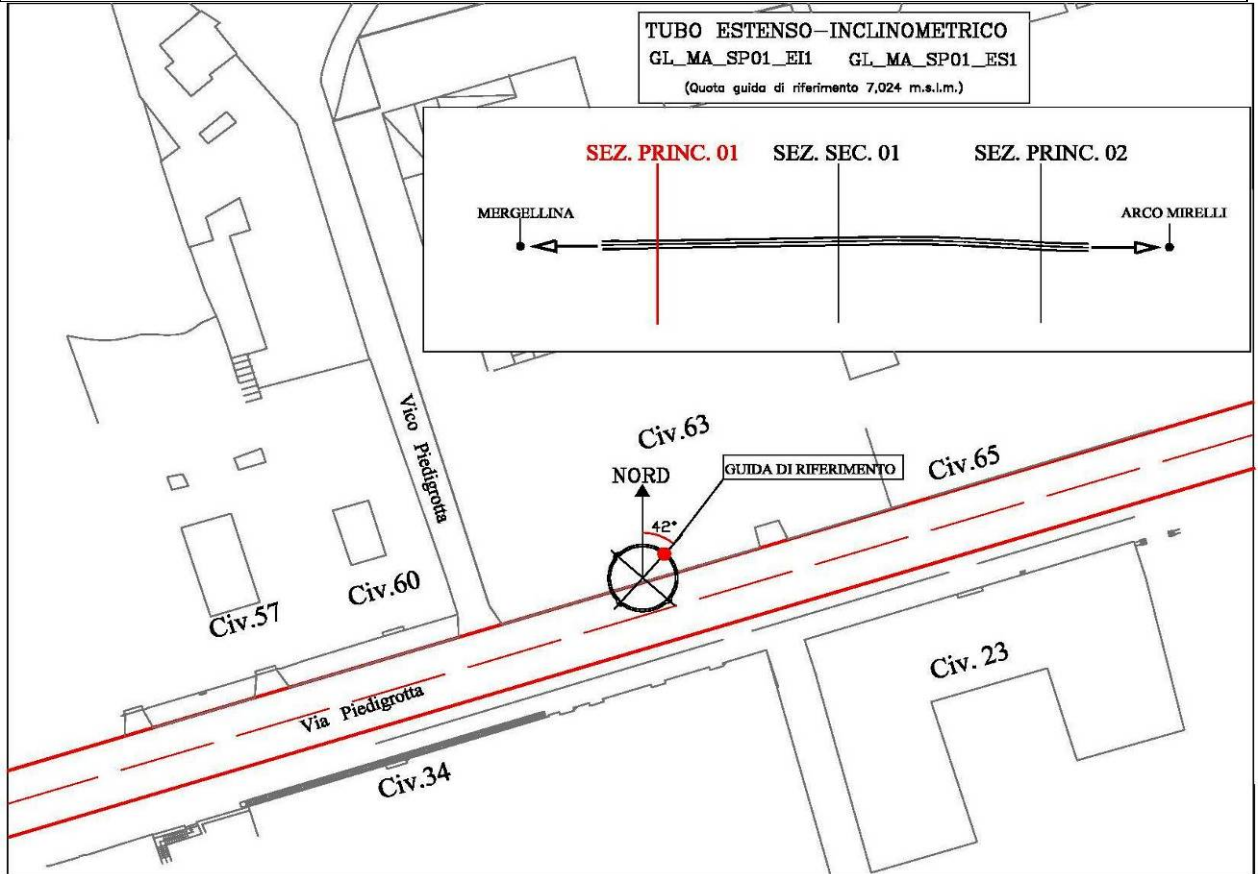 TUBO ESTENSO-INCLINOMETRICO
GL_MA_SP01_EI1 GL_MA_SP01_ES1
(Quota guida di riferimento 7,024 m.s.l.m.)
SEZ. PRINC. 01 SEZ. SEC. 01 SEZ. PRINC. 02
MERGELLINA
ARCO MIRELLI
Vico Piedigrotta
Civ.63
Civ.65
NORD
GUIDA DI RIFERIMENTO
42°
Civ.60
Civ.57
Civ. 23
Via Piedigrotta
Civ.34